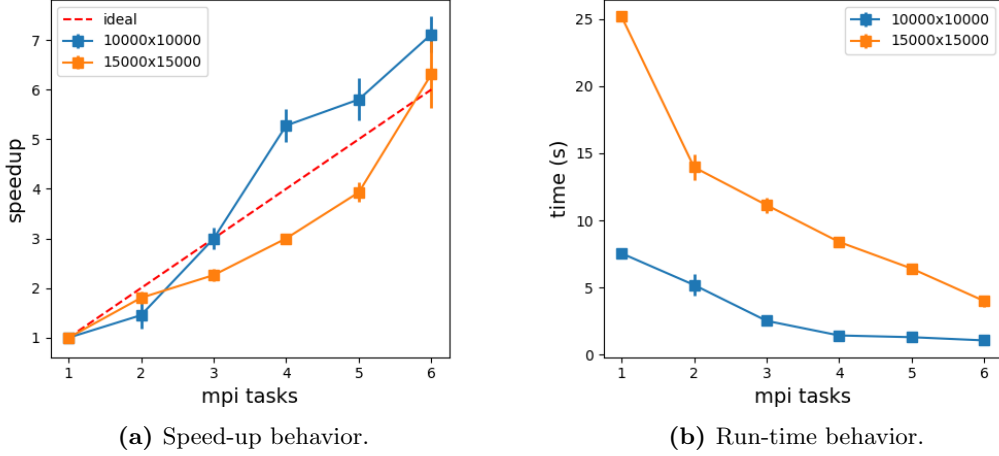 ideal
10000x10000
15000x15000
speedup
7
6
5
4
3
2
1
1 2 3 4 5 6
mpi tasks
(a) Speed-up behavior.
10000x10000
15000x15000
time (s)
25
20
15
10
5
0
1 2 3 4 5 6
mpi tasks
(b) Run-time behavior.